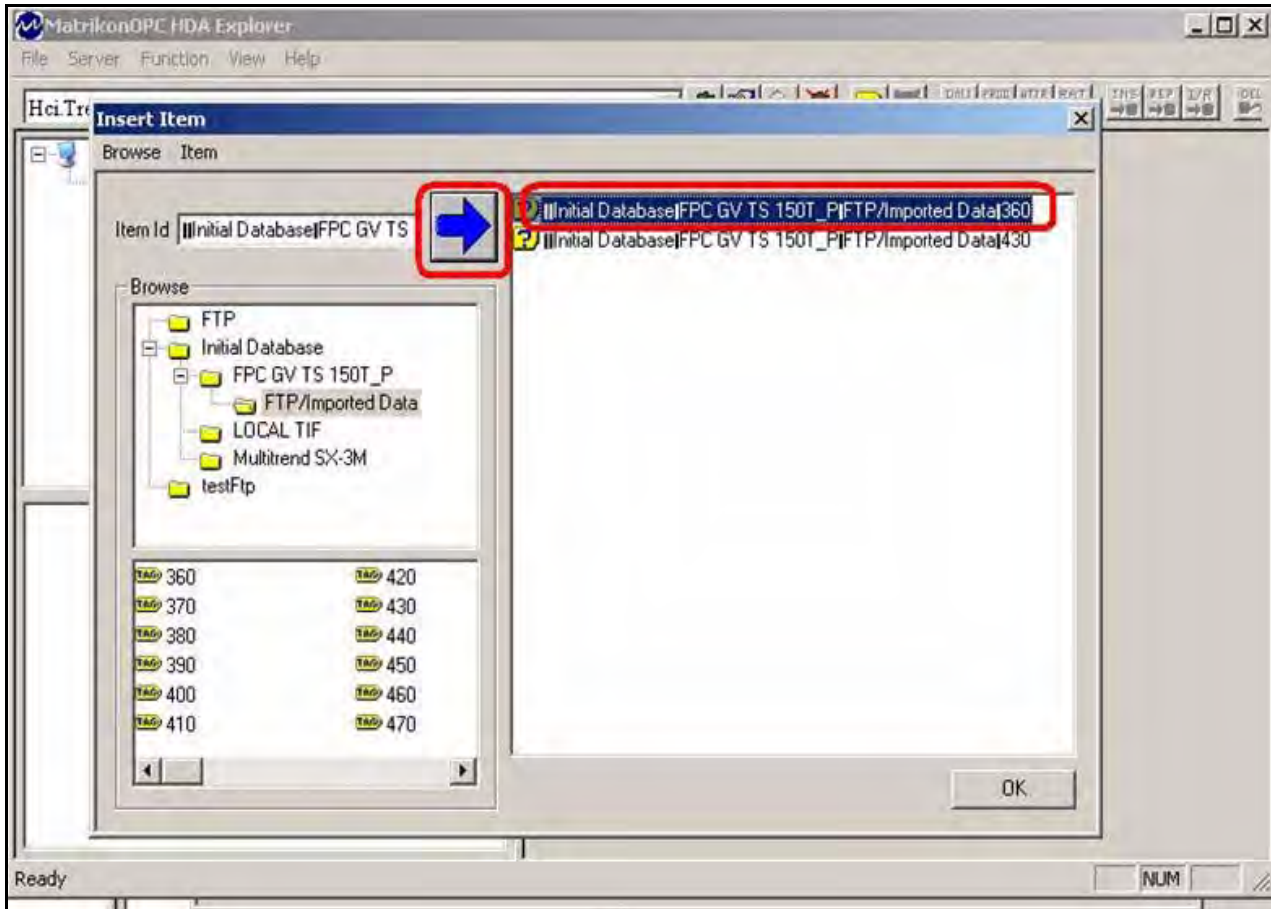 MatrikonOPC HDA Explorer
File Server Function View Help
Hci.Tre
INS REP I/R DEL
Insert Item
Browse Item
Item Id |||Initial Database|FPC GV TS
|||Initial Database|FPC GV TS 150T_P|FTP/Imported Data|360
|||Initial Database|FPC GV TS 150T_P|FTP/Imported Data|430
Browse
FTP
Initial Database
FPC GV TS 150T_P
FTP/Imported Data
LOCAL TIF
Multitrend SX-3M
testFtp
TAG 360 TAG 420
TAG 370 TAG 430
TAG 380 TAG 440
TAG 390 TAG 450
TAG 400 TAG 460
TAG 410 TAG 470
OK
Ready
NUM